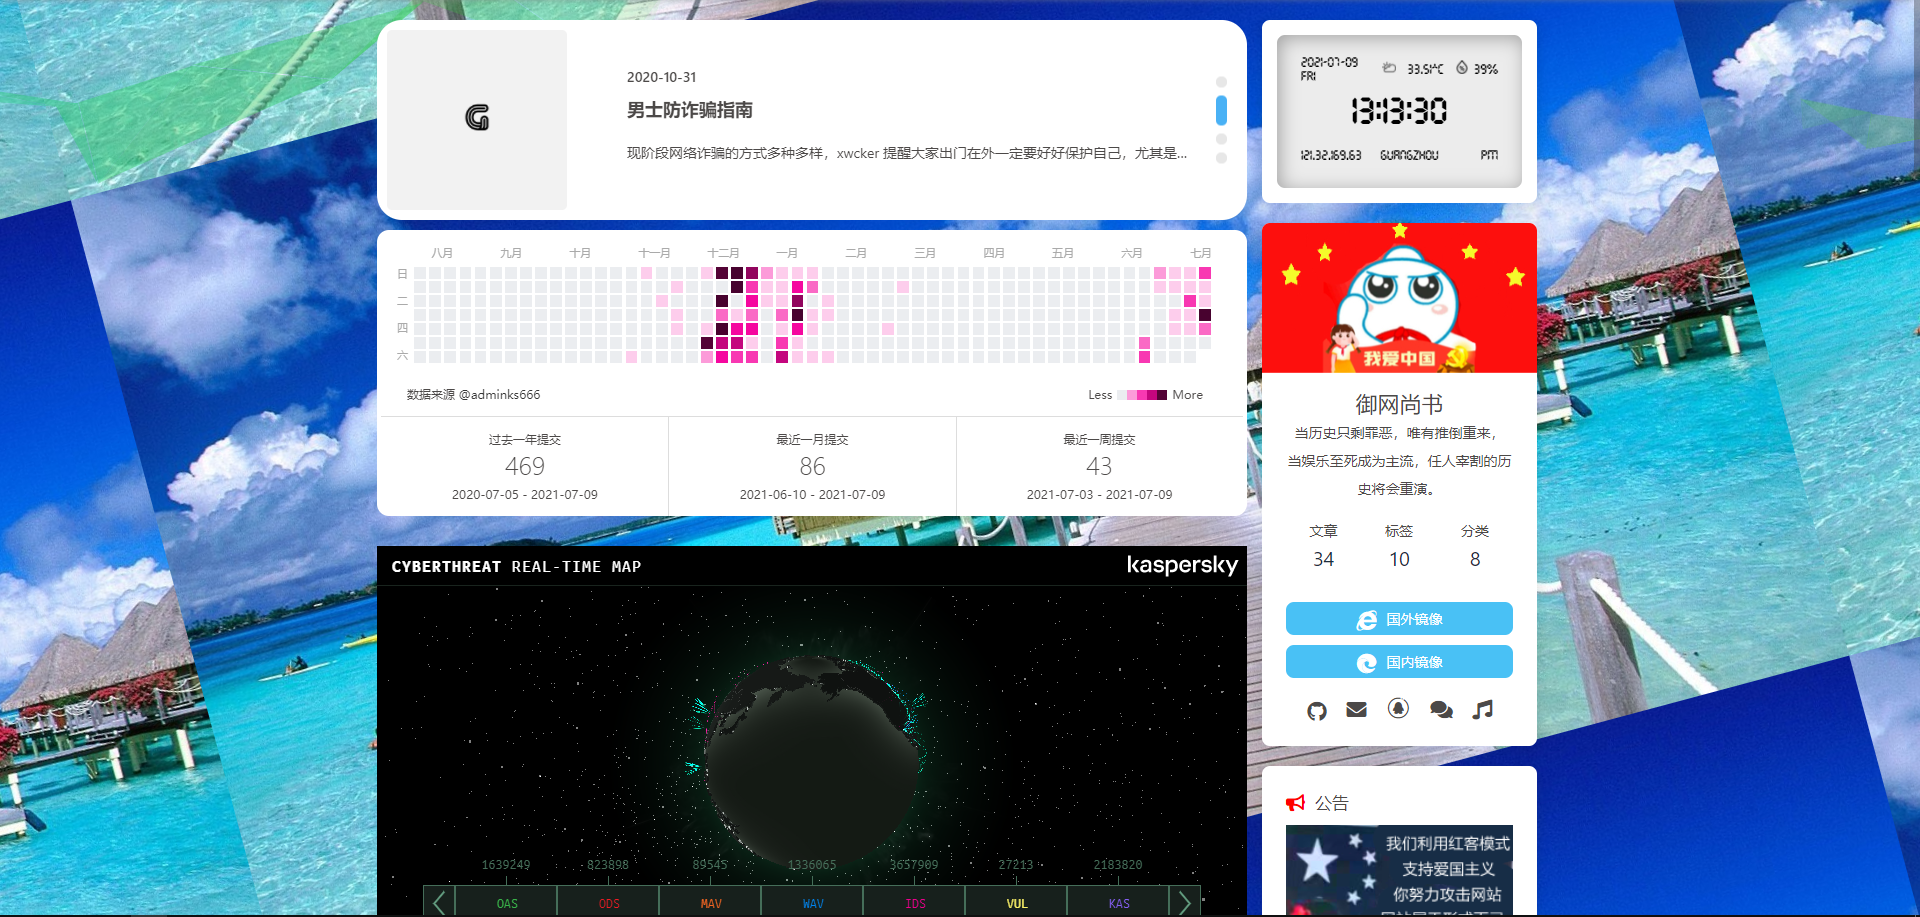 2020-10-31
男士防诈骗指南
现阶段网络诈骗的方式多种多样，xwcker 提醒大家出门在外一定要好好保护自己，尤其是...
八月 九月 十月 十一月 十二月 一月 二月 三月 四月 五月 六月 七月
日
二
四
六
数据来源 @adminks666
Less More
过去一年提交
469
2020-07-05 - 2021-07-09
最近一月提交
86
2021-06-10 - 2021-07-09
最近一周提交
43
2021-07-03 - 2021-07-09
CYBERTHREAT REAL-TIME MAP
kaspersky
1639249 823898 89545 1336065 3657909 27213 2183820
OAS ODS MAV WAV IDS VUL KAS
2021-07-09
FRI
33.51°C 39%
13:13:30
121.32.169.63 GUANGZHOU PM
我爱中国
御网尚书
当历史只剩罪恶，唯有推倒重来，
当娱乐至死成为主流，任人宰割的历
史将会重演。
文章 标签 分类
34 10 8
国外镜像
国内镜像
公告
我们利用红客模式
支持爱国主义
你努力攻击网站